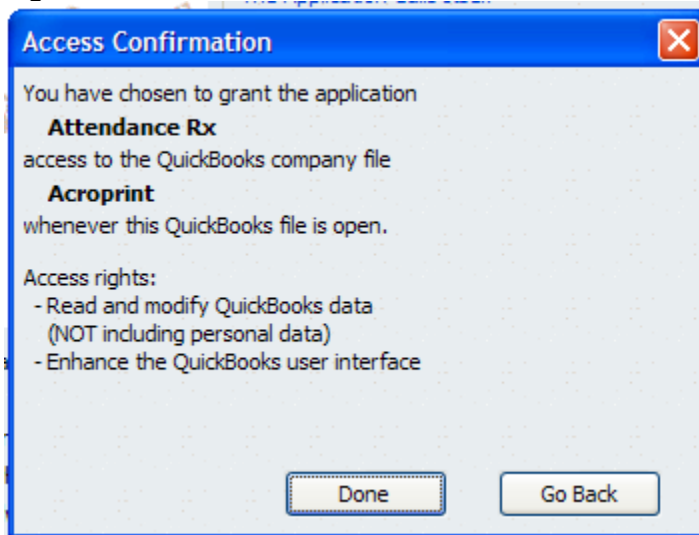 Access Confirmation
You have chosen to grant the application
Attendance Rx
access to the QuickBooks company file
Acroprint
whenever this QuickBooks file is open.
Access rights:
- Read and modify QuickBooks data
(NOT including personal data)
- Enhance the QuickBooks user interface
Done
Go Back